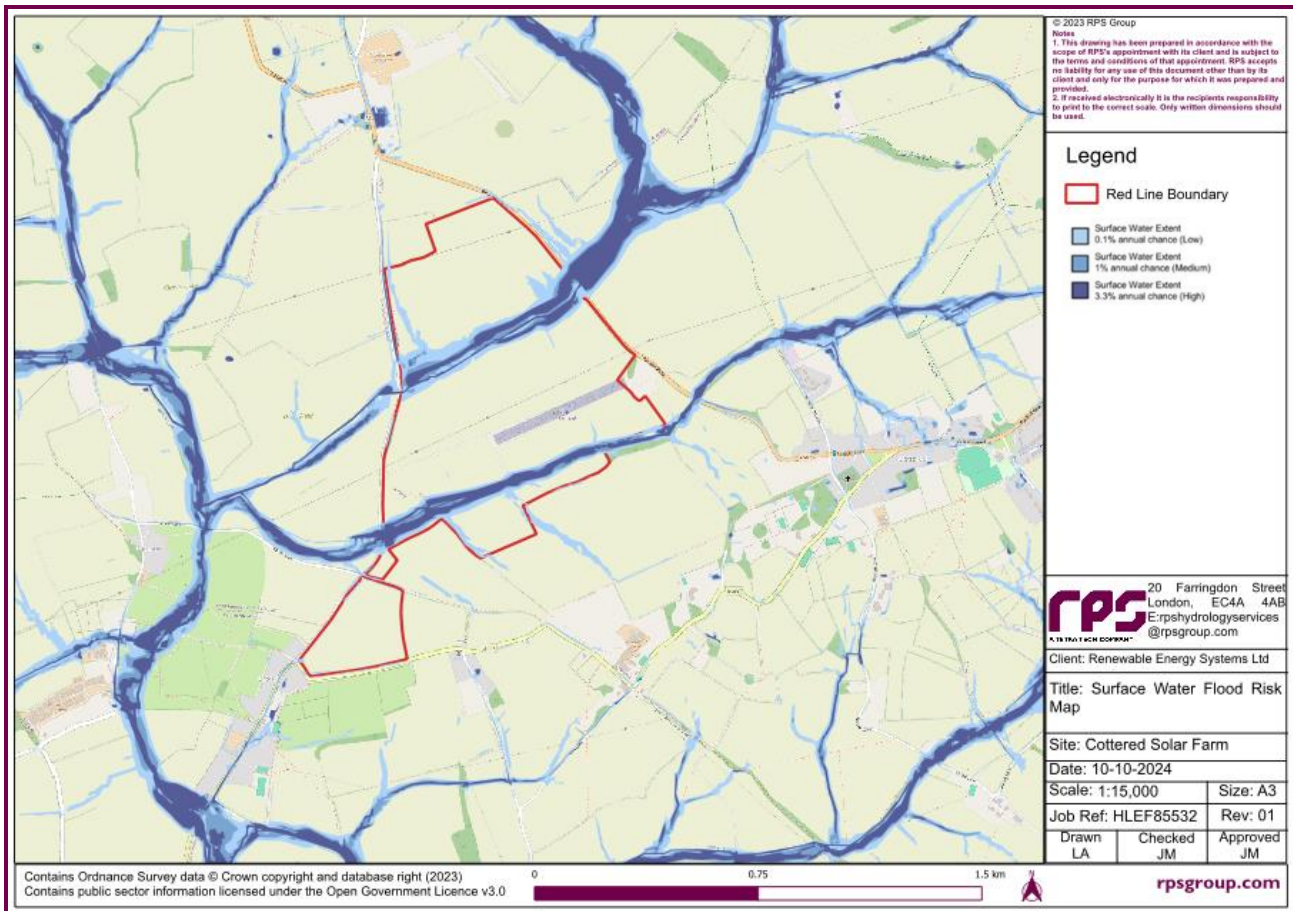 © 2023 RPS Group
Notes
1. This drawing has been prepared in accordance with the
scope of RPS's appointment with its client and is subject to
the terms and conditions of that appointment. RPS accepts
no liability for any use of this document other than by its
client and only for the purpose for which it was prepared and
provided.
2. If received electronically it is the recipients responsibility
to print to the correct scale. Only written dimensions should
be used.
Legend
Red Line Boundary
Surface Water Extent
0.1% annual chance (Low)
Surface Water Extent
1% annual chance (Medium)
Surface Water Extent
3.3% annual chance (High)
rps
A TETRA TECH COMPANY
20 Farringdon Street
London, EC4A 4AB
E:rpshydrologyservices
@rpsgroup.com
Client: Renewable Energy Systems Ltd
Title: Surface Water Flood Risk
Map
Site: Cottered Solar Farm
Date: 10-10-2024
Scale: 1:15,000 Size: A3
Job Ref: HLEF85532 Rev: 01
Drawn Checked Approved
LA JM JM
Contains Ordnance Survey data © Crown copyright and database right (2023)
Contains public sector information licensed under the Open Government Licence v3.0
0 0.75 1.5 km
N
rpsgroup.com